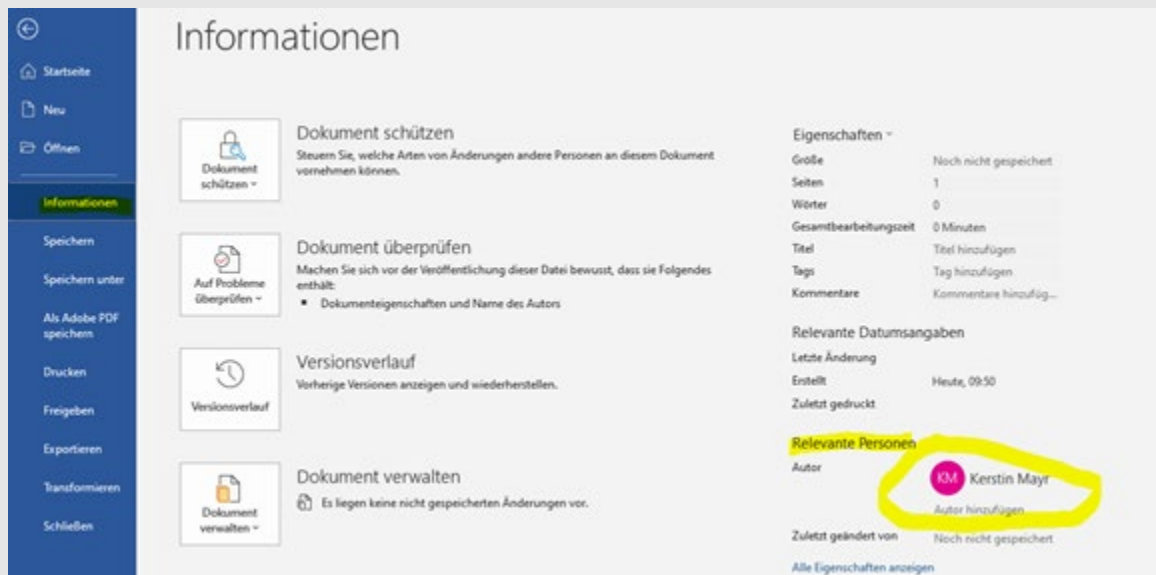 Informationen
Startseite
Neu
Öffnen
Informationen
Speichern
Speichern unter
Als Adobe PDF
speichern
Drucken
Freigeben
Exportieren
Transformieren
Schließen
Dokument
schützen
Dokument schützen
Steuern Sie, welche Arten von Änderungen andere Personen an diesem Dokument
vornehmen können.
Auf Probleme
überprüfen
Dokument überprüfen
Machen Sie sich vor der Veröffentlichung dieser Datei bewusst, dass sie Folgendes
enthält:
▪ Dokumenteigenschaften und Name des Autors
Versionsverlauf
Versionsverlauf
Vorherige Versionen anzeigen und wiederherstellen.
Dokument
verwalten
Dokument verwalten
Es liegen keine nicht gespeicherten Änderungen vor.
Eigenschaften
Größe Noch nicht gespeichert
Seiten 1
Wörter 0
Gesamtbearbeitungszeit 0 Minuten
Titel Titel hinzufügen
Tags Tag hinzufügen
Kommentare Kommentare hinzufüg...
Relevante Datumsangaben
Letzte Änderung
Erstellt Heute, 09:50
Zuletzt gedruckt
Relevante Personen
Autor KM Kerstin Mayr
Autor hinzufügen
Zuletzt geändert von Noch nicht gespeichert
Alle Eigenschaften anzeigen